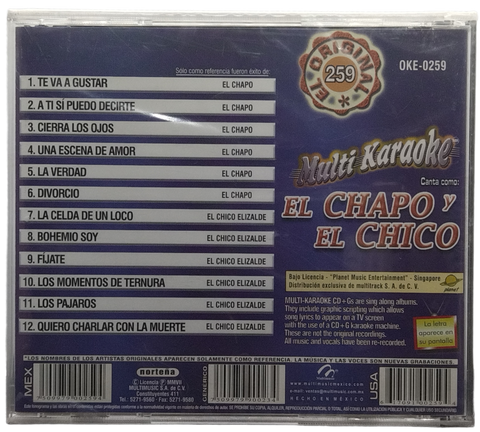 Solo como referencia fueron éxito de:
1. TE VA A GUSTAR EL CHAPO
2. A TI SÍ PUEDO DECIRTE EL CHAPO
3. CIERRA LOS OJOS EL CHAPO
4. UNA ESCENA DE AMOR EL CHAPO
5. LA VERDAD EL CHAPO
6. DIVORCIO EL CHAPO
7. LA CELDA DE UN LOCO EL CHICO ELIZALDE
8. BOHEMIO SOY EL CHICO ELIZALDE
9. FÍJATE EL CHICO ELIZALDE
10. LOS MOMENTOS DE TERNURA EL CHICO ELIZALDE
11. LOS PAJAROS EL CHICO ELIZALDE
12. QUIERO CHARLAR CON LA MUERTE EL CHICO ELIZALDE
EL ORIGINAL
259
OKE-0259
Multi Karaoke
Canta como:
EL CHAPO y
EL CHICO
Bajo Licencia - "Planet Music Entertainment" - Singapore
Distribución exclusiva de multitrack S. A. de C. V.
MULTI-KARAOKE CD + Gs are sing along albums.
They include graphic scripting which allows
song lyrics to appear on a TV screen
with the use of a CD + G karaoke machine.
These are not the original recordings.
All music and vocals have been re-recorded.
La letra
aparece en
su pantalla
*LOS NOMBRES DE LOS ARTISTAS ORIGINALES APARECEN SOLAMENTE COMO REFERENCIA. LA MÚSICA Y LAS VOCES SON NUEVAS GRABACIONES
MEX
norteña
Licencia MMVII
MULTIMUSIC S.A. de C.V.
Constituyentes 411
GENERICO
HECHO EN MEXICO
USA